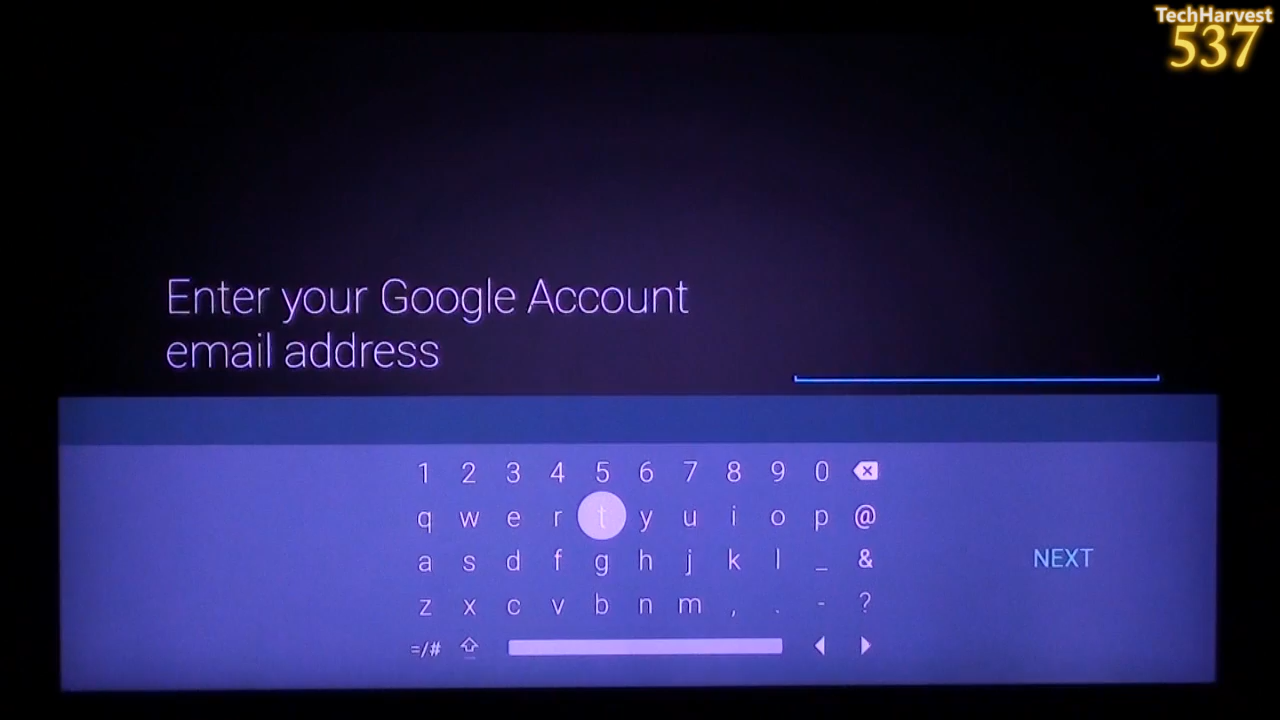 TechHarvest
537
Enter your Google Account
email address
1 2 3 4 5 6 7 8 9 0
q w e r t y u i o p @
a s d f g h j k l _ &
NEXT
z x c v b n m , . - ?
=/#